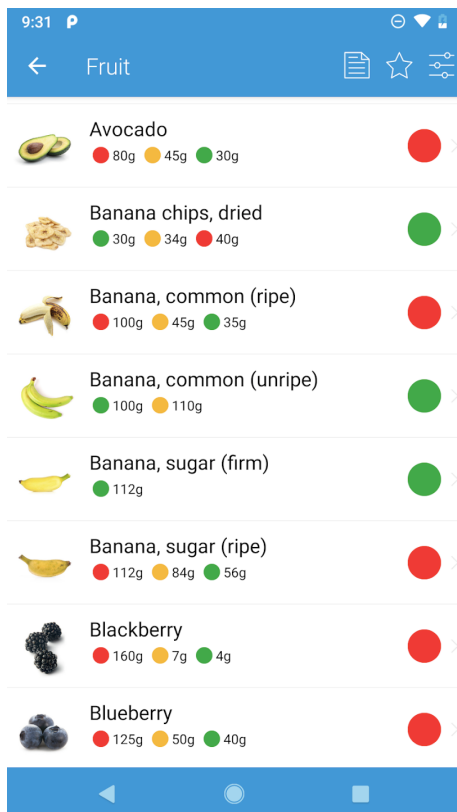 9:31
Fruit
Avocado
80g 45g 30g
Banana chips, dried
30g 34g 40g
Banana, common (ripe)
100g 45g 35g
Banana, common (unripe)
100g 110g
Banana, sugar (firm)
112g
Banana, sugar (ripe)
112g 84g 56g
Blackberry
160g 7g 4g
Blueberry
125g 50g 40g